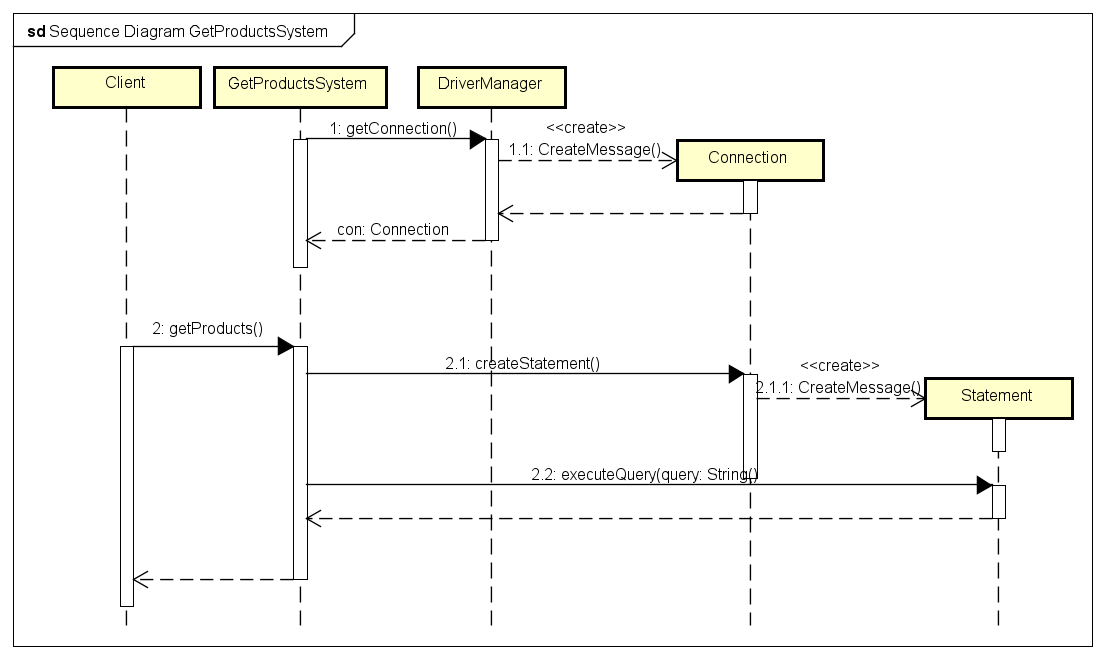 sd Sequence Diagram GetProductsSystem
Client
GetProductsSystem
DriverManager
1: getConnection()
<<create>>
1.1: CreateMessage()
Connection
con: Connection
2: getProducts()
2.1: createStatement()
<<create>>
2.1.1: CreateMessage()
Statement
2.2: executeQuery(query: String()